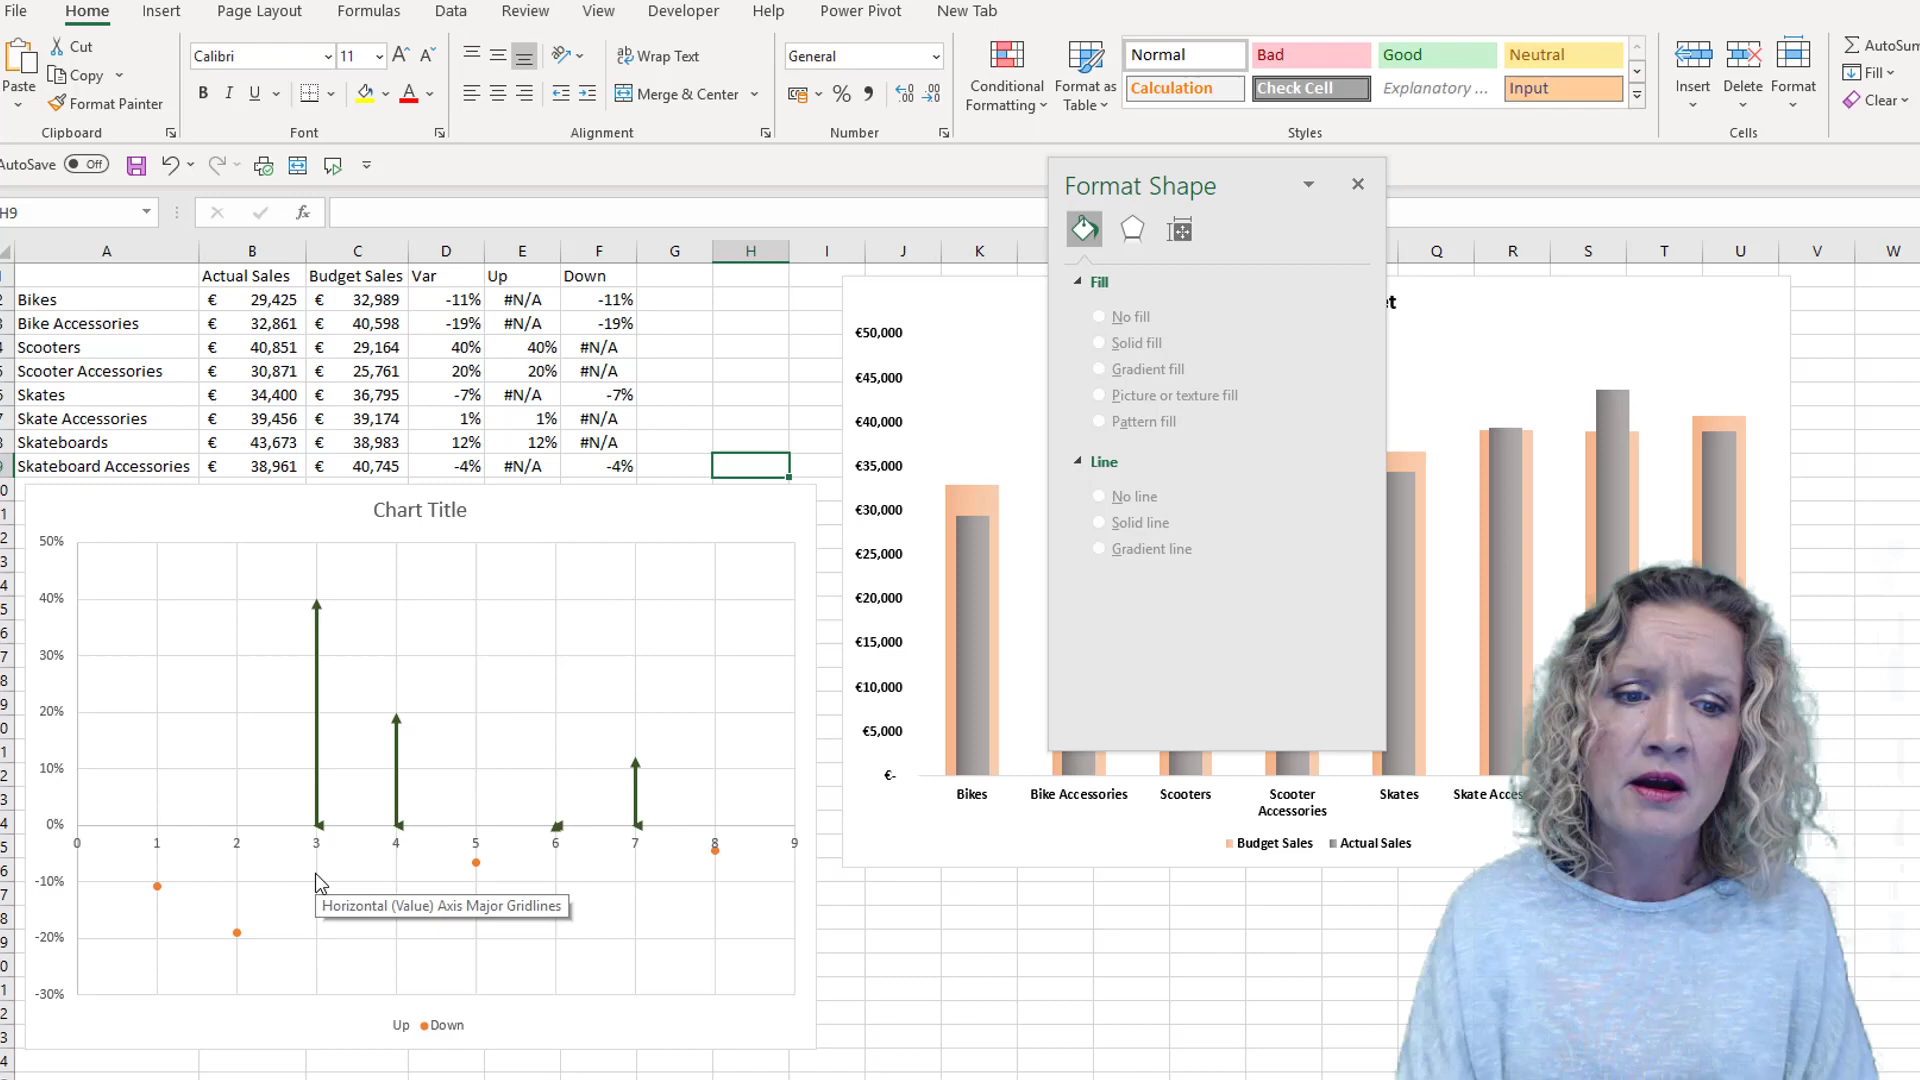 File Home Insert Page Layout Formulas Data Review View Developer Help Power Pivot New Tab
Paste Cut Copy Format Painter Clipboard
Calibri 11 B I U Font
ab Wrap Text Merge & Center Alignment
General % Number
Conditional Formatting Format as Table
Normal Bad Good Neutral
Calculation Check Cell Explanatory ... Input
Styles
Insert Delete Format Cells
AutoSum
Fill
Clear
AutoSave Off
H9 fx
A B C D E F G H I J K Q R S T U V W
Actual Sales Budget Sales Var Up Down
Bikes € 29,425 € 32,989 -11% #N/A -11%
Bike Accessories € 32,861 € 40,598 -19% #N/A -19%
Scooters € 40,851 € 29,164 40% 40% #N/A
Scooter Accessories € 30,871 € 25,761 20% 20% #N/A
Skates € 34,400 € 36,795 -7% #N/A -7%
Skate Accessories € 39,456 € 39,174 1% 1% #N/A
Skateboards € 43,673 € 38,983 12% 12% #N/A
Skateboard Accessories € 38,961 € 40,745 -4% #N/A -4%
Chart Title
50%
40%
30%
20%
10%
0%
0 1 2 3 4 5 6 7 8 9
-10%
Horizontal (Value) Axis Major Gridlines
-20%
-30%
Up Down
Format Shape
Fill
No fill
Solid fill
Gradient fill
Picture or texture fill
Pattern fill
Line
No line
Solid line
Gradient line
et
€50,000
€45,000
€40,000
€35,000
€30,000
€25,000
€20,000
€15,000
€10,000
€5,000
€-
Bikes Bike Accessories Scooters Scooter Accessories Skates Skate Acces
Budget Sales Actual Sales